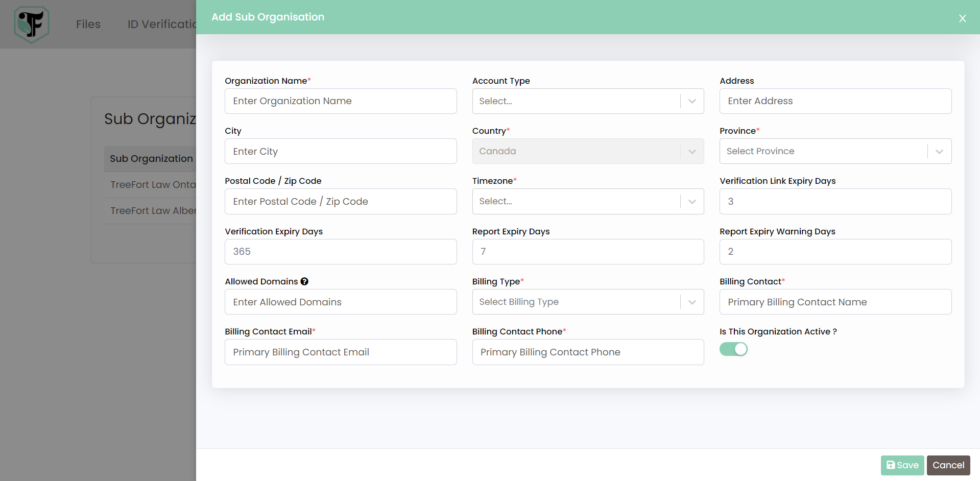 Files
ID Verificatio
Add Sub Organisation
X
Sub Organiz
Sub Organization
TreeFort Law Onta
TreeFort Law Alber
Organization Name*
Enter Organization Name
Account Type
Select...
Address
Enter Address
City
Enter City
Country*
Canada
Province*
Select Province
Postal Code / Zip Code
Enter Postal Code / Zip Code
Timezone*
Select...
Verification Link Expiry Days
3
Verification Expiry Days
365
Report Expiry Days
7
Report Expiry Warning Days
2
Allowed Domains ?
Enter Allowed Domains
Billing Type*
Select Billing Type
Billing Contact*
Primary Billing Contact Name
Billing Contact Email*
Primary Billing Contact Email
Billing Contact Phone*
Primary Billing Contact Phone
Is This Organization Active ?
Save
Cancel